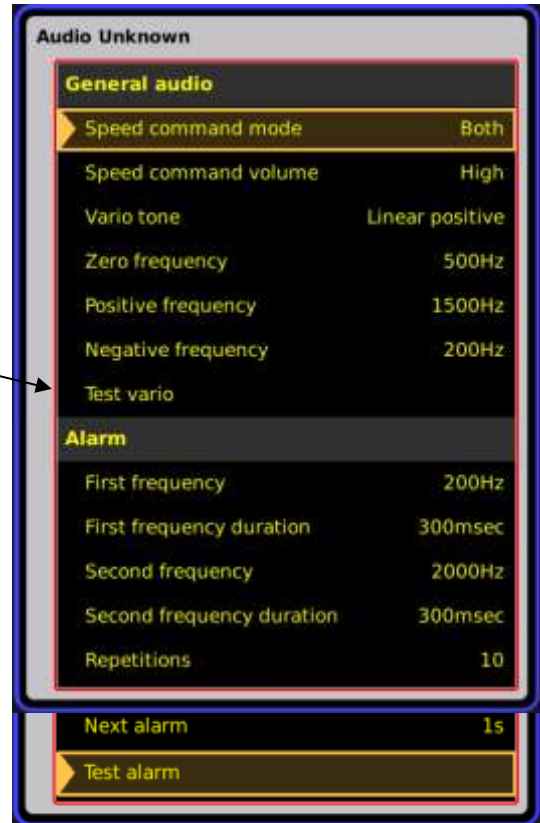 Audio Unknown
General audio
Speed command mode Both
Speed command volume High
Vario tone Linear positive
Zero frequency 500Hz
Positive frequency 1500Hz
Negative frequency 200Hz
Test vario
Alarm
First frequency 200Hz
First frequency duration 300msec
Second frequency 2000Hz
Second frequency duration 300msec
Repetitions 10
Next alarm 1s
Test alarm